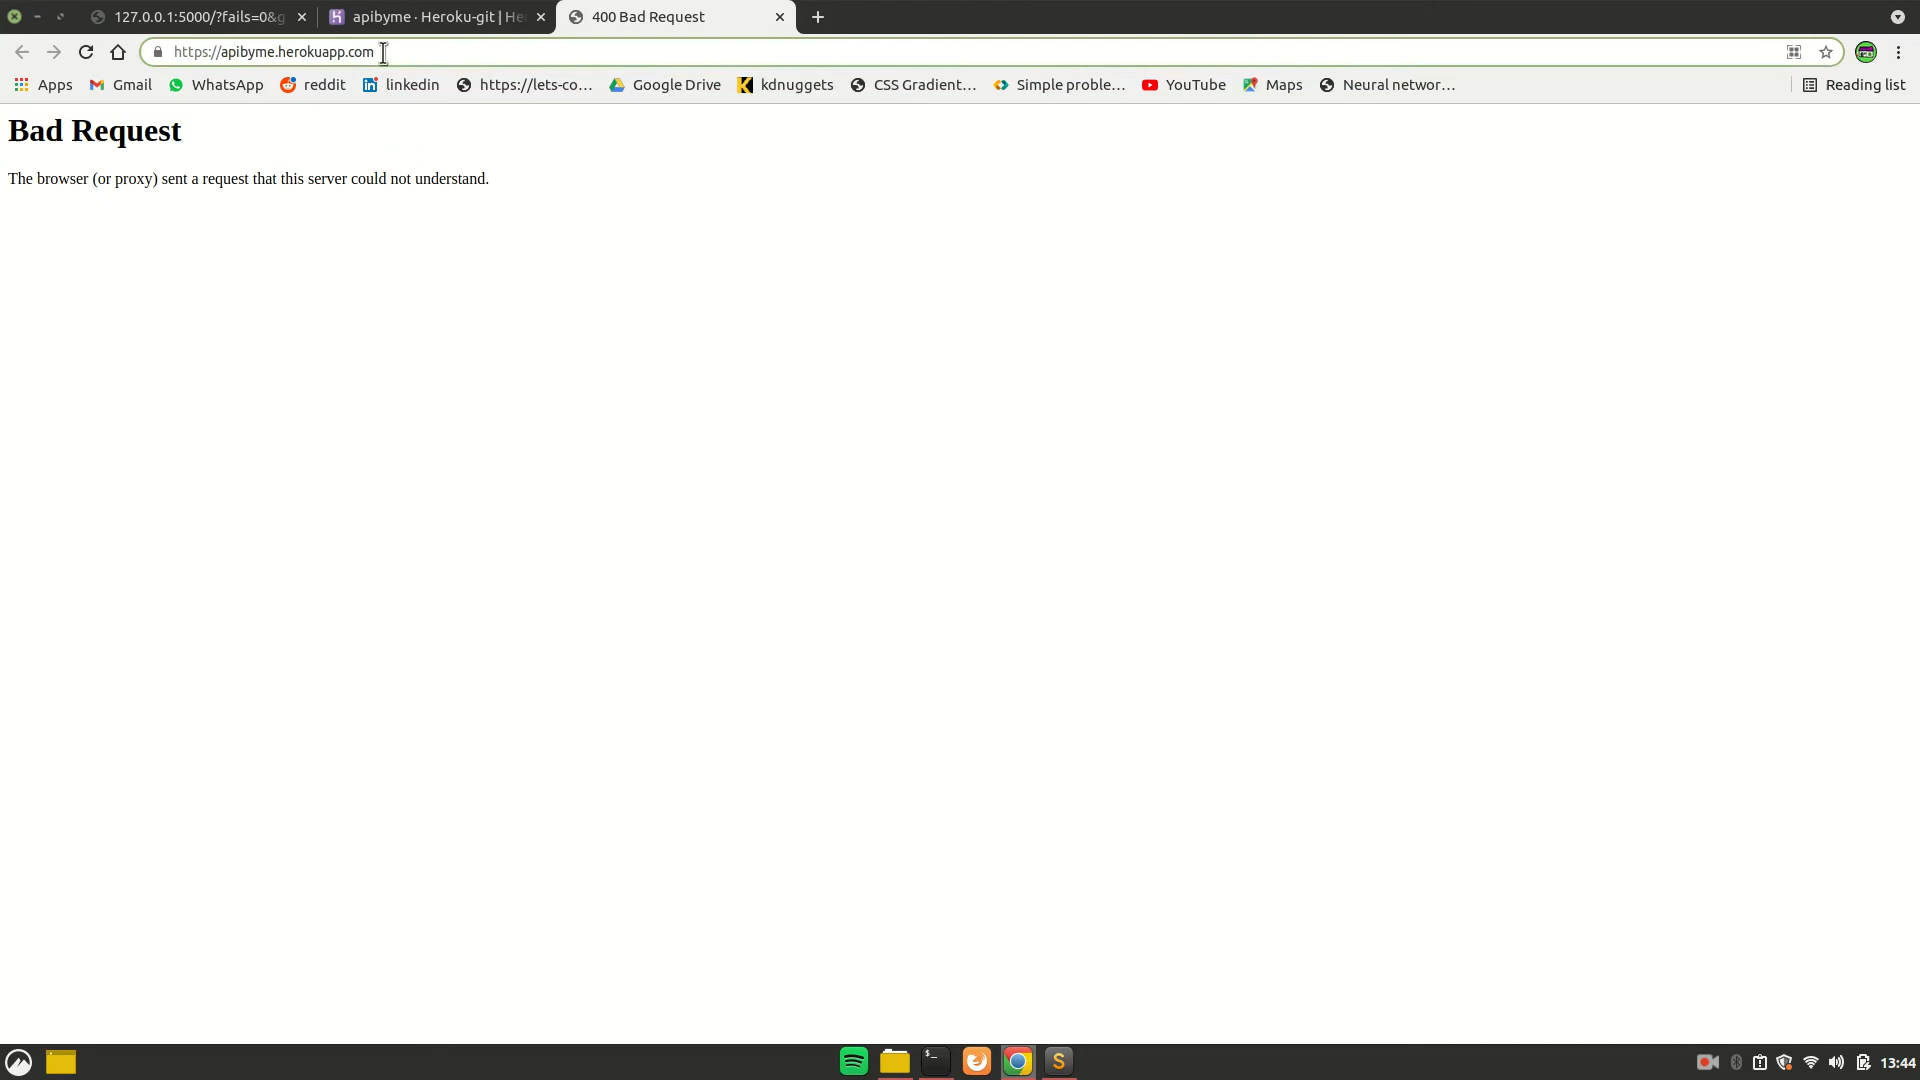 127.0.0.1:5000/?fails=0&g
apibyme · Heroku-git | He
400 Bad Request
https://apibyme.herokuapp.com
Apps
Gmail
WhatsApp
reddit
linkedin
https://lets-co...
Google Drive
kdnuggets
CSS Gradient...
Simple proble...
YouTube
Maps
Neural networ...
Reading list
Bad Request
The browser (or proxy) sent a request that this server could not understand.
13:44